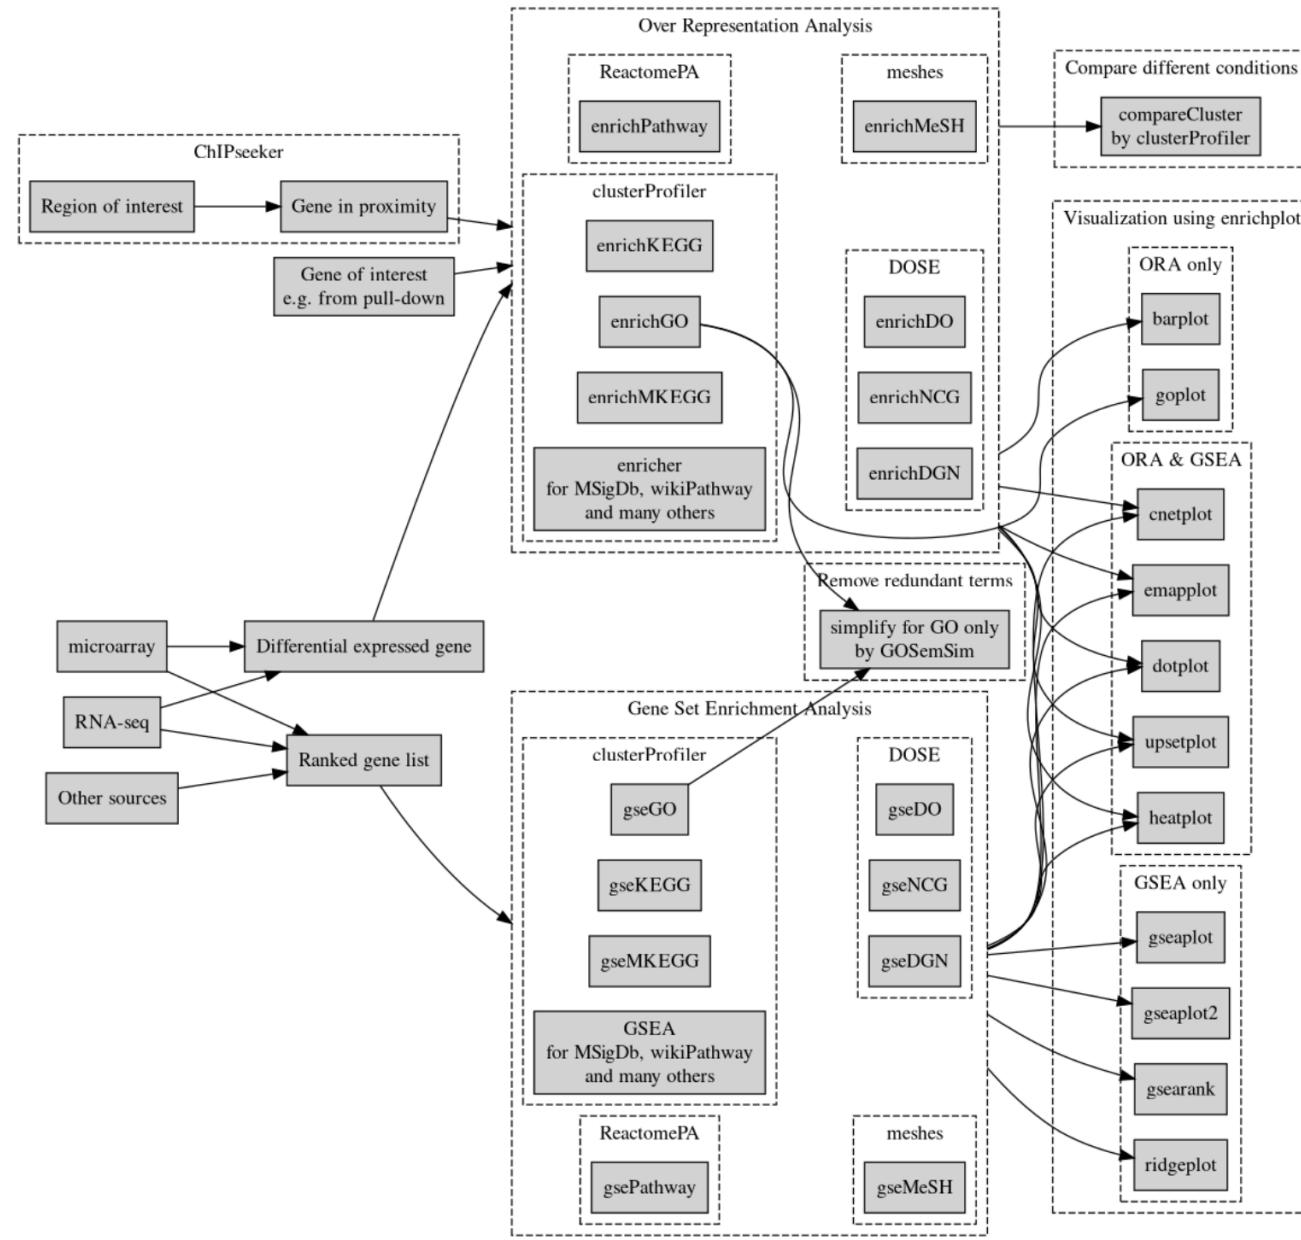 Over Representation Analysis
ReactomePA
enrichPathway
meshes
enrichMeSH
clusterProfiler
enrichKEGG
enrichGO
enrichMKEGG
enricher
for MSigDb, wikiPathway
and many others
DOSE
enrichDO
enrichNCG
enrichDGN
Compare different conditions
compareCluster
by clusterProfiler
ChIPseeker
Region of interest
Gene in proximity
Gene of interest
e.g. from pull-down
microarray
RNA-seq
Other sources
Differential expressed gene
Ranked gene list
Remove redundant terms
simplify for GO only
by GOSemSim
Gene Set Enrichment Analysis
clusterProfiler
gseGO
gseKEGG
gseMKEGG
GSEA
for MSigDb, wikiPathway
and many others
DOSE
gseDO
gseNCG
gseDGN
ReactomePA
gsePathway
meshes
gseMeSH
Visualization using enrichplot
ORA only
barplot
goplot
ORA & GSEA
cnetplot
emapplot
dotplot
upsetplot
heatplot
GSEA only
gseaplot
gseaplot2
gsearank
ridgeplot